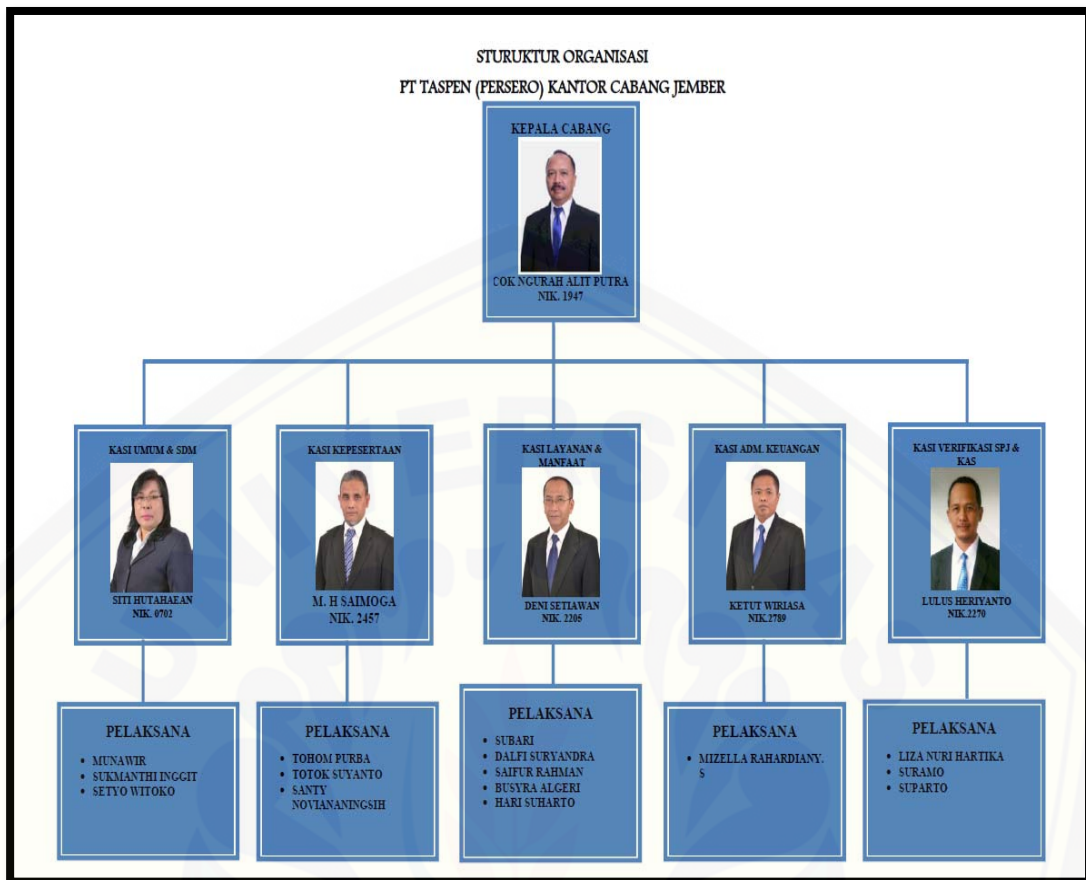 STURUKTUR ORGANISASI
PT TASPEN (PERSERO) KANTOR CABANG JEMBER
KEPALA CABANG
COK NGURAH ALIT PUTRA
NIK. 1947
KASI UMUM & SDM
SITI HUTAHAEAN
NIK. 0702
KASI KEPESERTAAN
M. H SAIMOGA
NIK. 2457
KASI LAYANAN &
MANFAAT
DENI SETIAWAN
NIK. 2205
KASI ADM. KEUANGAN
KETUT WIRIASA
NIK.2789
KASI VERIFIKASI SPJ &
KAS
LULUS HERIYANTO
NIK.2270
PELAKSANA
• MUNAWIR
• SUKMANTHI INGGIT
• SETYO WITOKO
PELAKSANA
• TOHOM PURBA
• TOTOK SUYANTO
• SANTY
NOVIANANINGSIH
PELAKSANA
• SUBARI
• DALFI SURYANDRA
• SAIFUR RAHMAN
• BUSYRA ALGERI
• HARI SUHARTO
PELAKSANA
• MIZELLA RAHARDIANY.
S
PELAKSANA
• LIZA NURI HARTIKA
• SURAMO
• SUPARTO
UNIVERSITAS